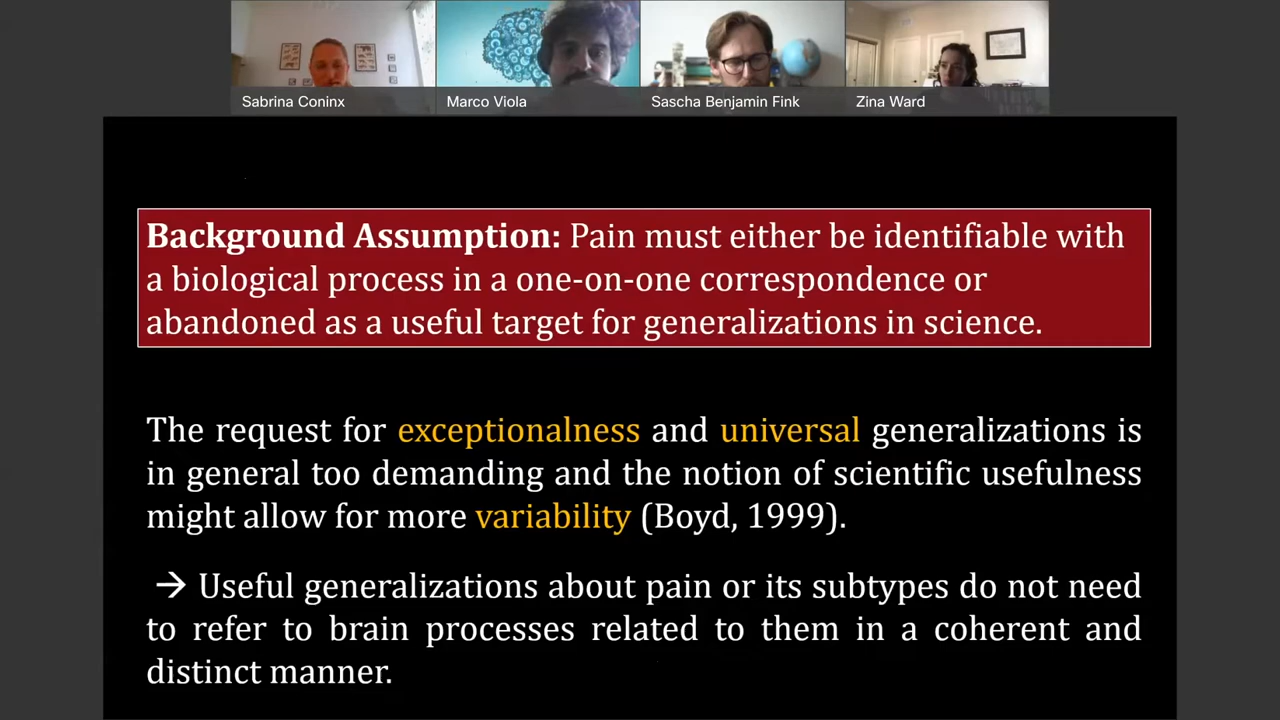 Sabrina Coninx
Marco Viola
Sascha Benjamin Fink
Zina Ward
Background Assumption: Pain must either be identifiable with
a biological process in a one-on-one correspondence or
abandoned as a useful target for generalizations in science.
The request for exceptionalness and universal generalizations is
in general too demanding and the notion of scientific usefulness
might allow for more variability (Boyd, 1999).
→ Useful generalizations about pain or its subtypes do not need
to refer to brain processes related to them in a coherent and
distinct manner.